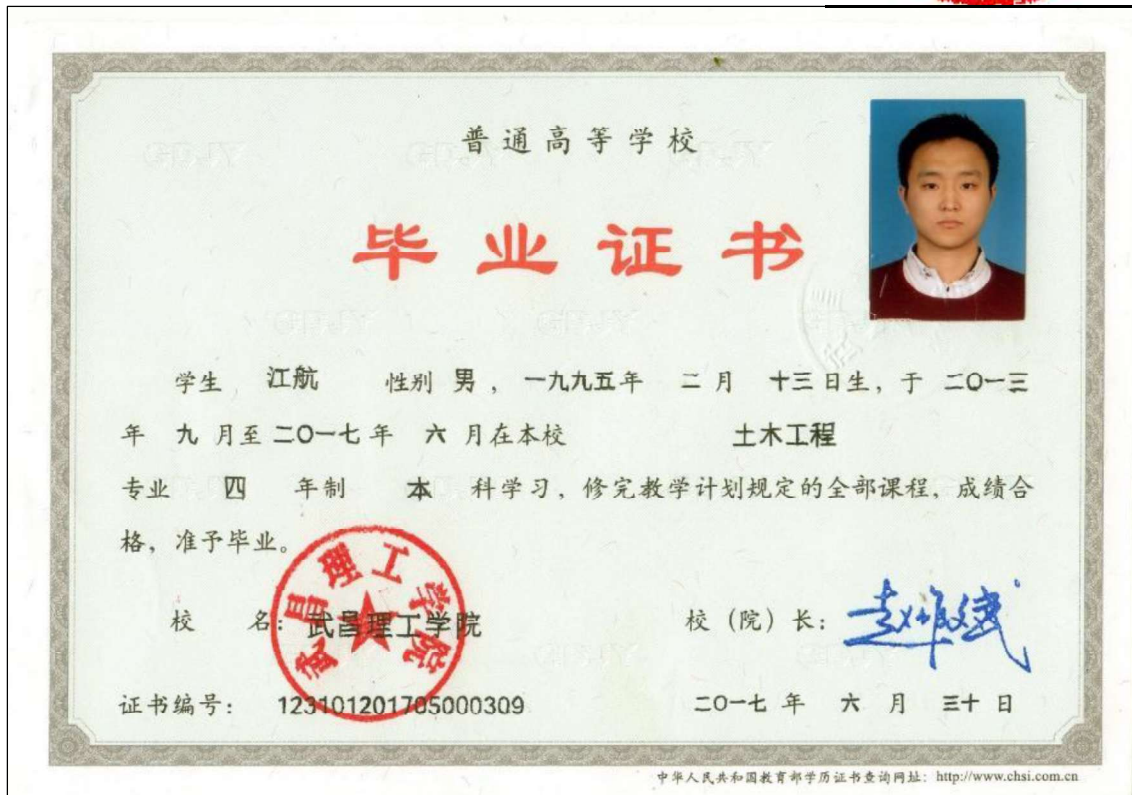 普通高等学校
毕业证书
学生 江航 性别 男 ， 一九九五年 二 月 十三 日生，于 二〇一三
年 九 月至 二〇一七 年 六 月在本校 土木工程
专业 四 年制 本 科学习，修完教学计划规定的全部课程，成绩合
格，准予毕业。
武昌理工学院
校 名：武昌理工学院 校（院）长：
证书编号： 123101201705000309 二〇一七 年 六 月 三十 日
中华人民共和国教育部学历证书查询网址：http://www.chsi.com.cn